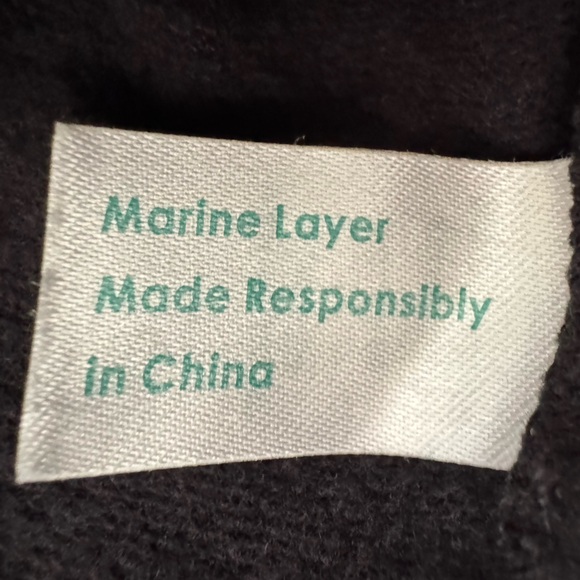 Marine Layer
Made Responsibly
in China